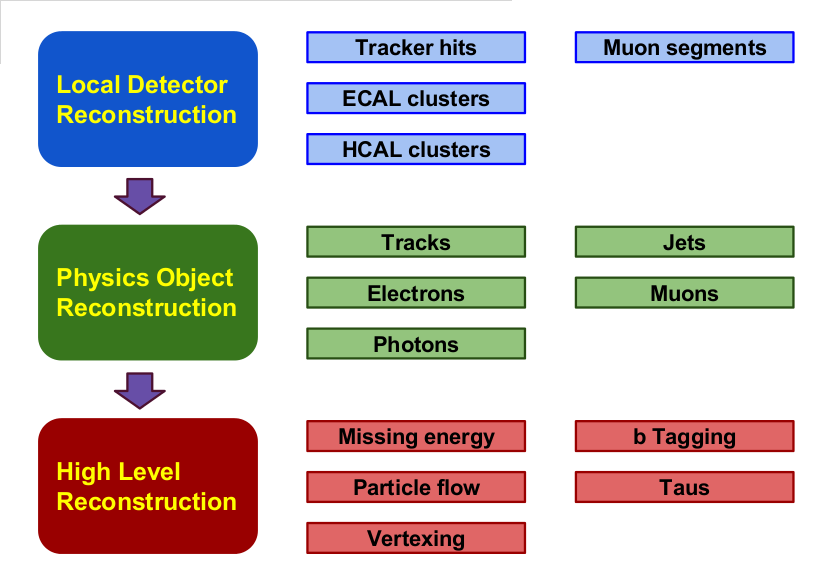 Local Detector
Reconstruction
Tracker hits
Muon segments
ECAL clusters
HCAL clusters
Physics Object
Reconstruction
Tracks
Jets
Electrons
Muons
Photons
High Level
Reconstruction
Missing energy
b Tagging
Particle flow
Taus
Vertexing